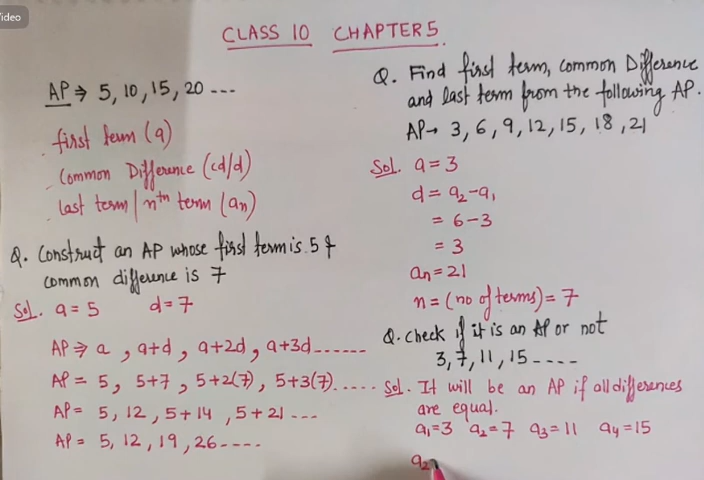 ideo
CLASS 10 CHAPTER 5
AP ⇒ 5, 10, 15, 20 ---
first term (a)
Common Difference (cd/d)
last term / nth term (an)
Q. Construct an AP whose first term is 5 &
common difference is 7
Sol. a = 5 d = 7
AP ⇒ a, a+d, a+2d, a+3d------
AP = 5, 5+7, 5+2(7), 5+3(7).----
AP = 5, 12, 5+14, 5+21 ---
AP = 5, 12, 19, 26----.
Q. Find first term, Common Difference
and last term from the following AP.
AP→ 3, 6, 9, 12, 15, 18, 21
Sol. a = 3
d = a2-a1
= 6-3
= 3
an = 21
n = (no of terms) = 7
Q. check if it is an AP or not
3, 7, 11, 15 ----
Sol. It will be an AP if all differences
are equal.
a1=3 a2=7 a3=11 a4=15
a2